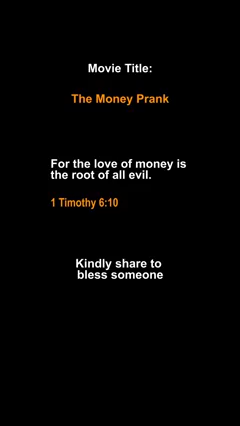 Movie Title:
The Money Prank
For the love of money is
the root of all evil.
1 Timothy 6:10
Kindly share to
bless someone